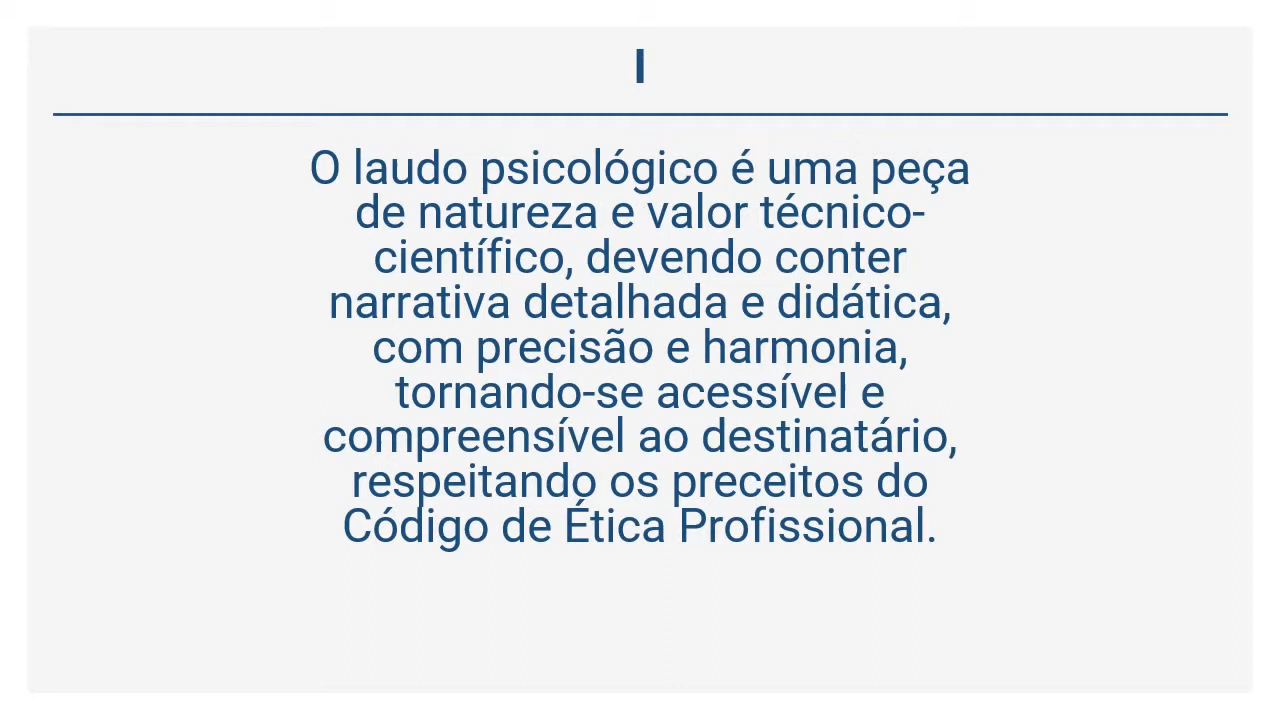 I
O laudo psicológico é uma peça
de natureza e valor técnico-
científico, devendo conter
narrativa detalhada e didática,
com precisão e harmonia,
tornando-se acessível e
compreensível ao destinatário,
respeitando os preceitos do
Código de Ética Profissional.